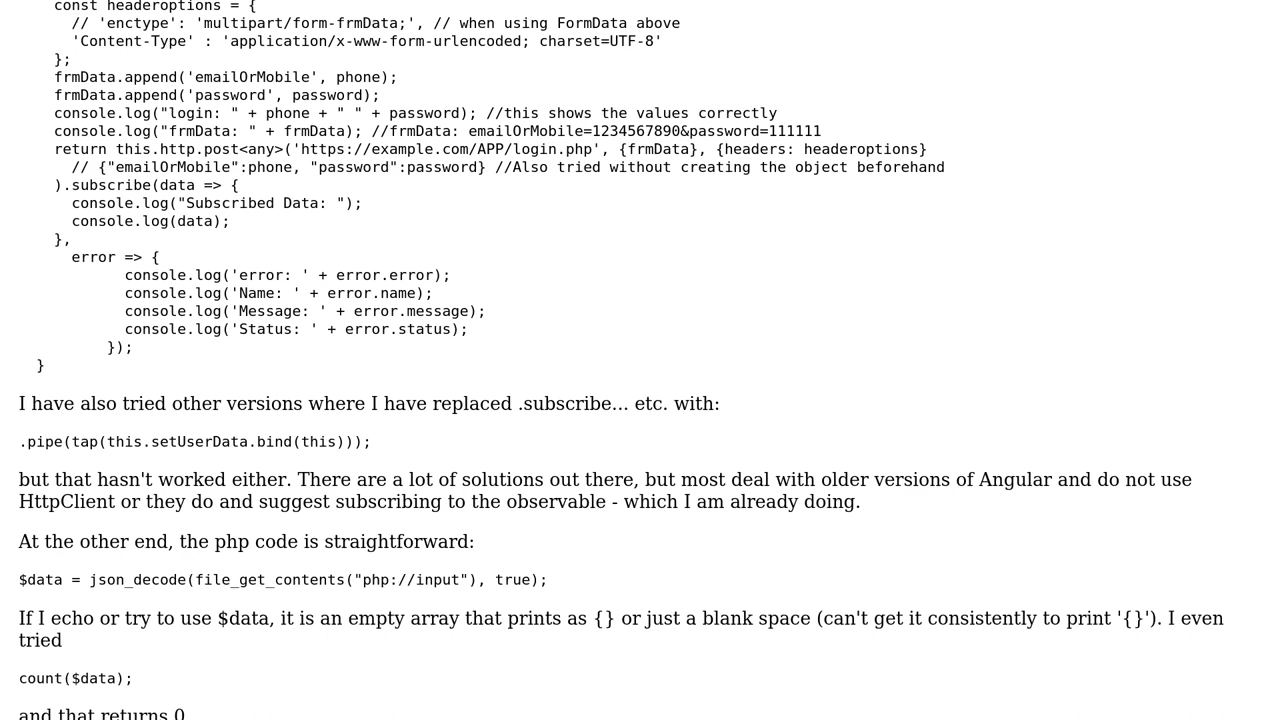 const headeroptions = {
// 'enctype': 'multipart/form-frmData;', // when using FormData above
'Content-Type' : 'application/x-www-form-urlencoded; charset=UTF-8'
};
frmData.append('emailOrMobile', phone);
frmData.append('password', password);
console.log("login: " + phone + " " + password); //this shows the values correctly
console.log("frmData: " + frmData); //frmData: emailOrMobile=1234567890&password=111111
return this.http.post<any>('https://example.com/APP/login.php', {frmData}, {headers: headeroptions}
// {"emailOrMobile":phone, "password":password} //Also tried without creating the object beforehand
).subscribe(data => {
console.log("Subscribed Data: ");
console.log(data);
},
error => {
console.log('error: ' + error.error);
console.log('Name: ' + error.name);
console.log('Message: ' + error.message);
console.log('Status: ' + error.status);
});
}
I have also tried other versions where I have replaced .subscribe... etc. with:
.pipe(tap(this.setUserData.bind(this)));
but that hasn't worked either. There are a lot of solutions out there, but most deal with older versions of Angular and do not use
HttpClient or they do and suggest subscribing to the observable - which I am already doing.
At the other end, the php code is straightforward:
$data = json_decode(file_get_contents("php://input"), true);
If I echo or try to use $data, it is an empty array that prints as {} or just a blank space (can't get it consistently to print '{}'). I even
tried
count($data);
and that returns 0